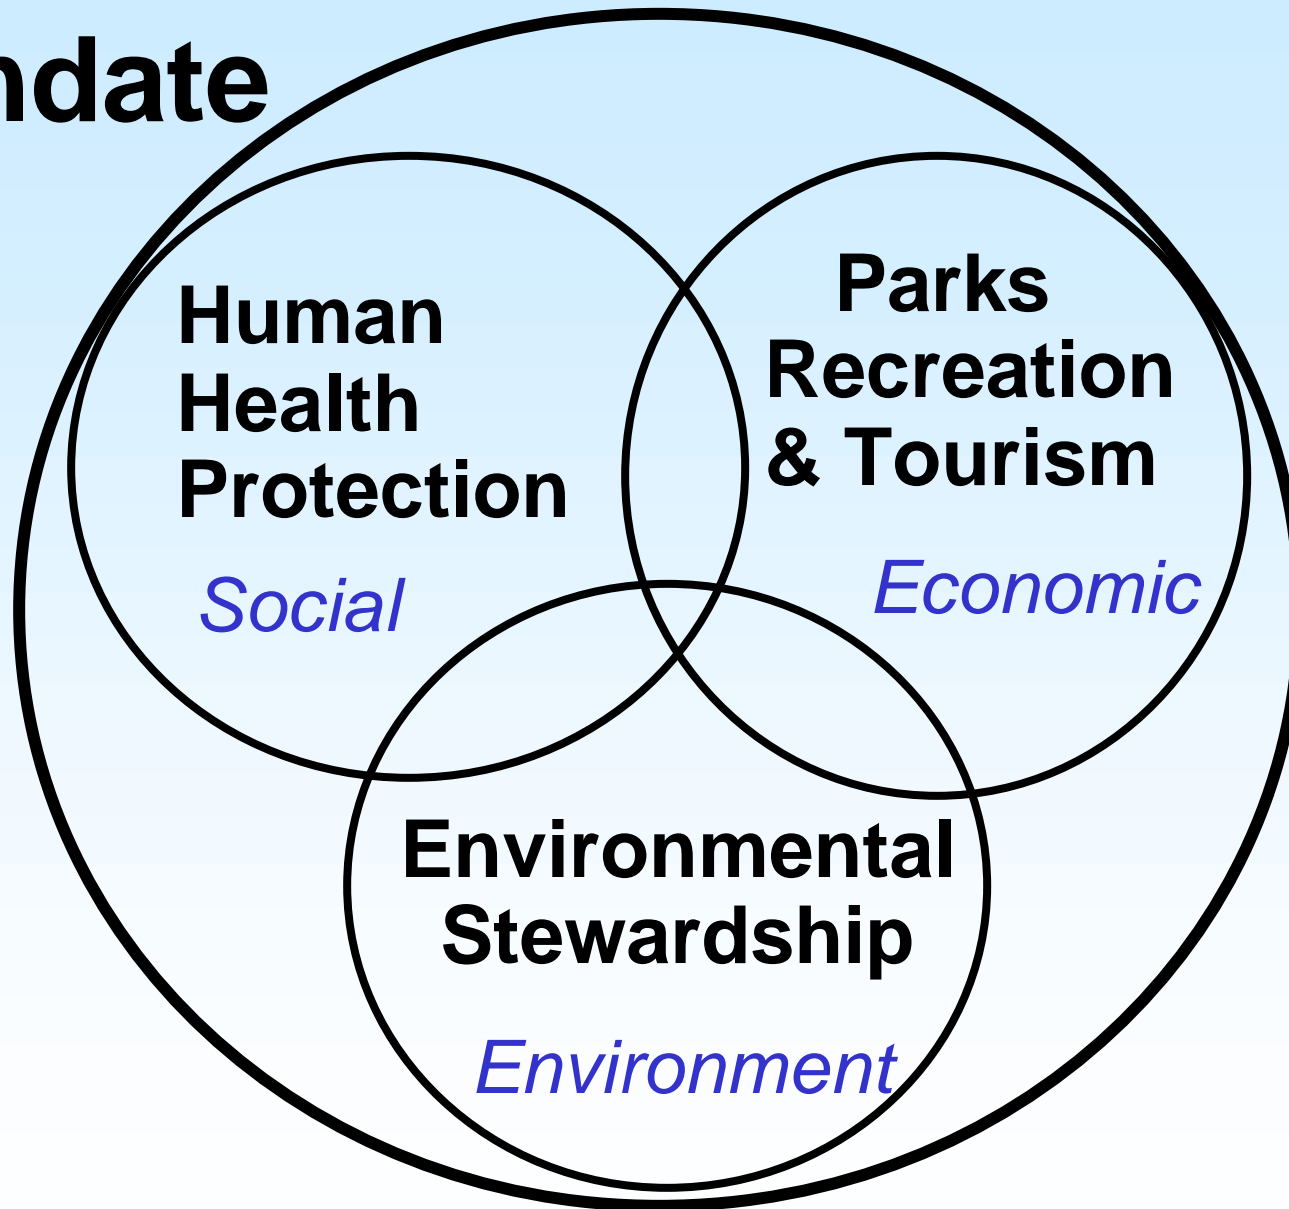 ndate
Human
Health
Protection
Social
Parks
Recreation
& Tourism
Economic
Environmental
Stewardship
Environment